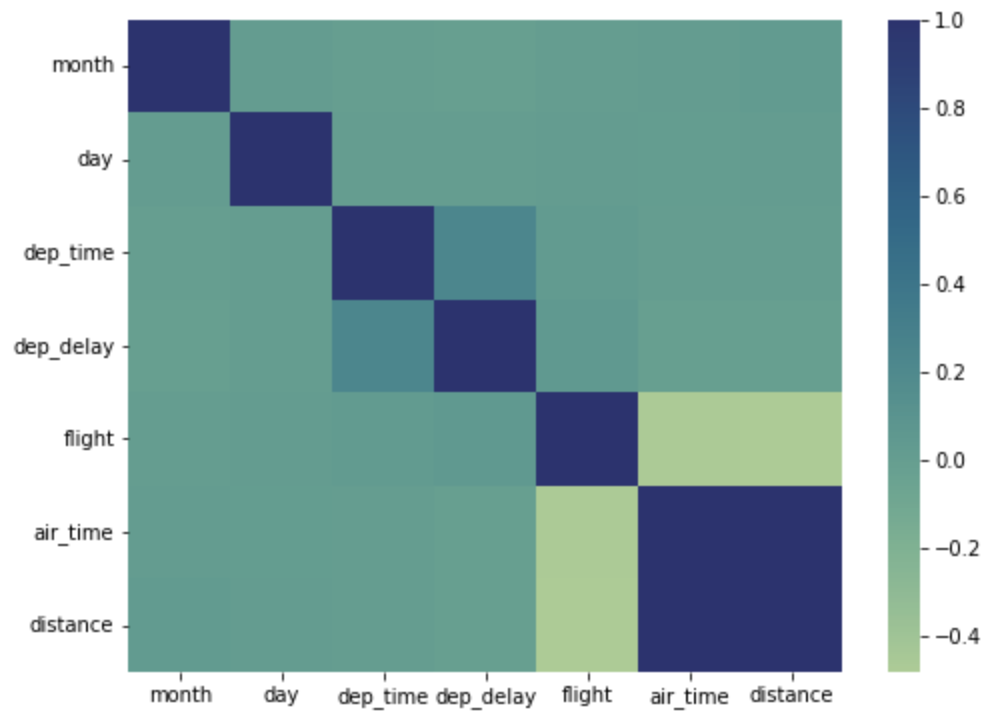 month
day
dep_time
dep_delay
flight
air_time
distance
month day dep_time dep_delay flight air_time distance
1.0
0.8
0.6
0.4
0.2
0.0
−0.2
−0.4